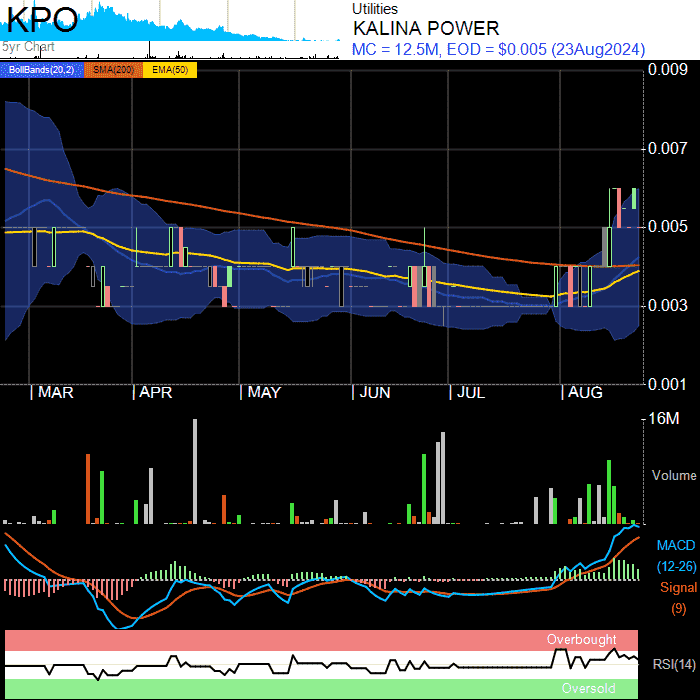 KPO
5yr Chart
Utilities
KALINA POWER
MC = 12.5M, EOD = $0.005 (23Aug2024)
BollBands(20,2) SMA(200) EMA(50)
0.009
0.007
0.005
0.003
0.001
MAR APR MAY JUN JUL AUG
16M
Volume
MACD
(12-26)
Signal
(9)
Overbought
RSI(14)
Oversold